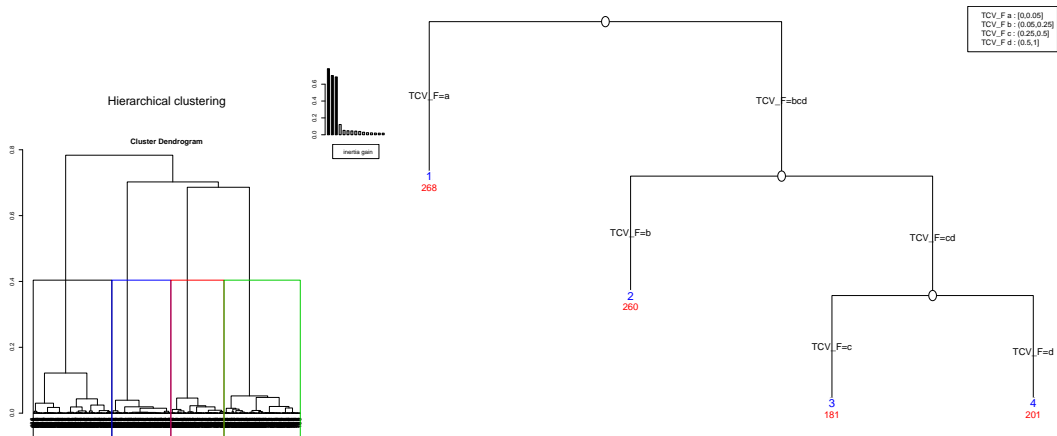 Hierarchical clustering
Cluster Dendrogram
0.8
0.6
0.4
0.2
0.0
0.6
0.4
0.2
0.0
inertia gain
TCV_F a : [0,0.05]
TCV_F b : (0.05,0.25]
TCV_F c : (0.25,0.5]
TCV_F d : (0.5,1]
TCV_F=a
TCV_F=bcd
1
268
TCV_F=b
TCV_F=cd
2
260
TCV_F=c
TCV_F=d
3
181
4
201